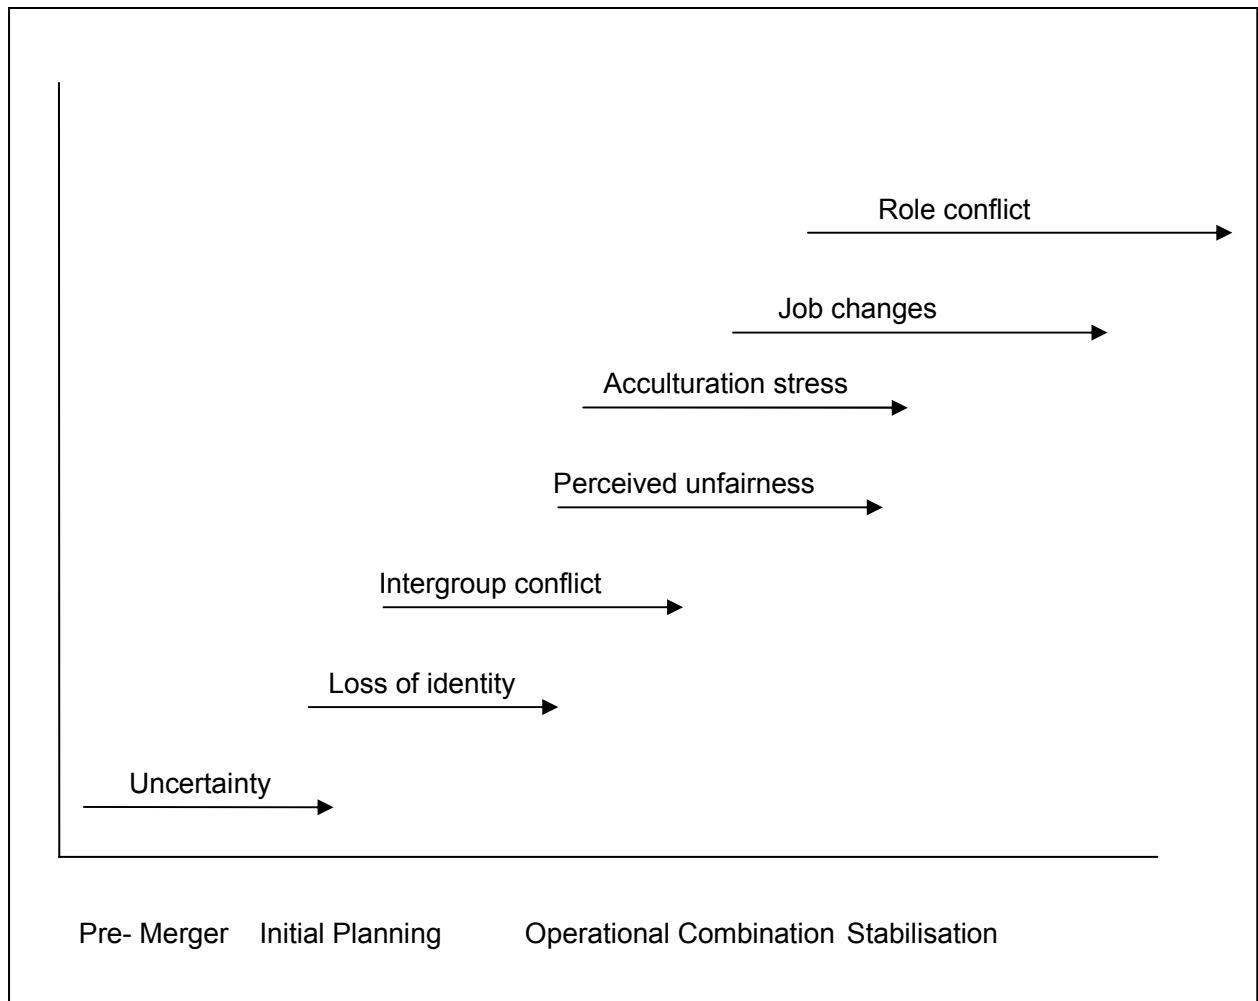 Role conflict
Job changes
Acculturation stress
Perceived unfairness
Intergroup conflict
Loss of identity
Uncertainty
Pre- Merger Initial Planning Operational Combination Stabilisation